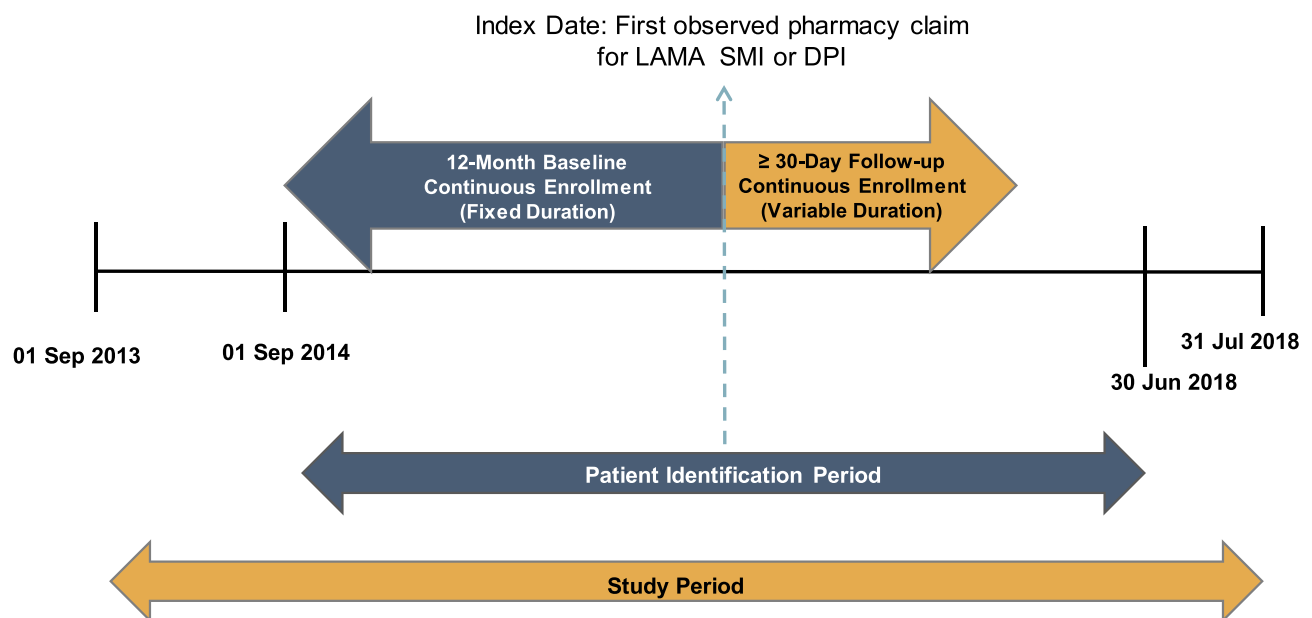 Index Date: First observed pharmacy claim
for LAMA SMI or DPI
12-Month Baseline
Continuous Enrollment
(Fixed Duration)
≥ 30-Day Follow-up
Continuous Enrollment
(Variable Duration)
01 Sep 2013
01 Sep 2014
31 Jul 2018
30 Jun 2018
Patient Identification Period
Study Period